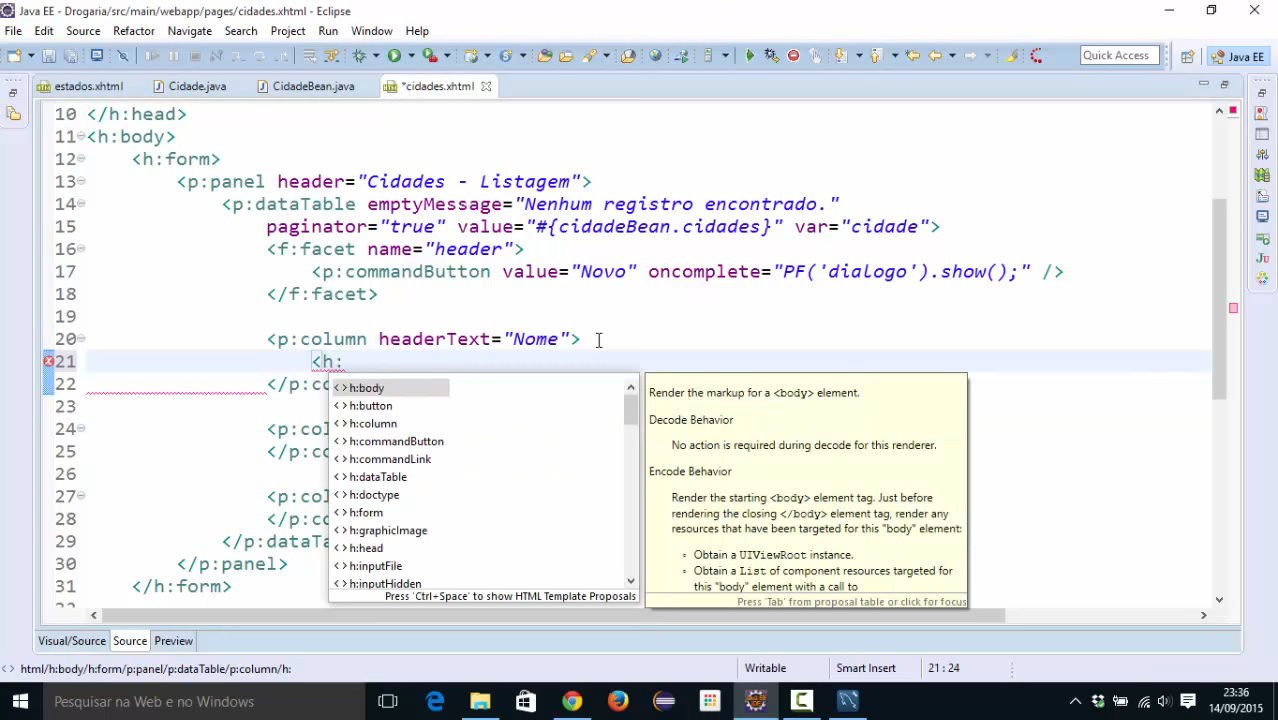 Java EE - Drogaria/src/main/webapp/pages/cidades.xhtml - Eclipse
File Edit Source Refactor Navigate Search Project Run Window Help
Quick Access
Java EE
estados.xhtml
Cidade.java
CidadeBean.java
*cidades.xhtml
10 </h:head>
11 <h:body>
12 <h:form>
13 <p:panel header="Cidades - Listagem">
14 <p:dataTable emptyMessage="Nenhum registro encontrado."
15 paginator="true" value="#{cidadeBean.cidades}" var="cidade">
16 <f:facet name="header">
17 <p:commandButton value="Novo" oncomplete="PF('dialogo').show();" />
18 </f:facet>
19
20 <p:column headerText="Nome">
21 <h:
22 </p:co
23
24 <p:col
25 </p:co
26
27 <p:col
28 </p:co
29 </p:dataTa
30 </p:panel>
31 </h:form>
h:body
h:button
h:column
h:commandButton
h:commandLink
h:dataTable
h:doctype
h:form
h:graphicImage
h:head
h:inputFile
h:inputHidden
Press 'Ctrl+Space' to show HTML Template Proposals
Render the markup for a <body> element.
Decode Behavior
No action is required during decode for this renderer.
Encode Behavior
Render the starting <body> element tag. Just before
rendering the closing </body> element tag, render any
resources that have been targeted for this "body" element:
Obtain a UIViewRoot instance.
Obtain a List of component resources targeted for
this "body" element with a call to
Press 'Tab' from proposal table or click for focus
Visual/Source Source Preview
html/h:body/h:form/p:panel/p:dataTable/p:column/h:
Writable
Smart Insert
21 : 24
Pesquisar na Web e no Windows
23:36
14/09/2015